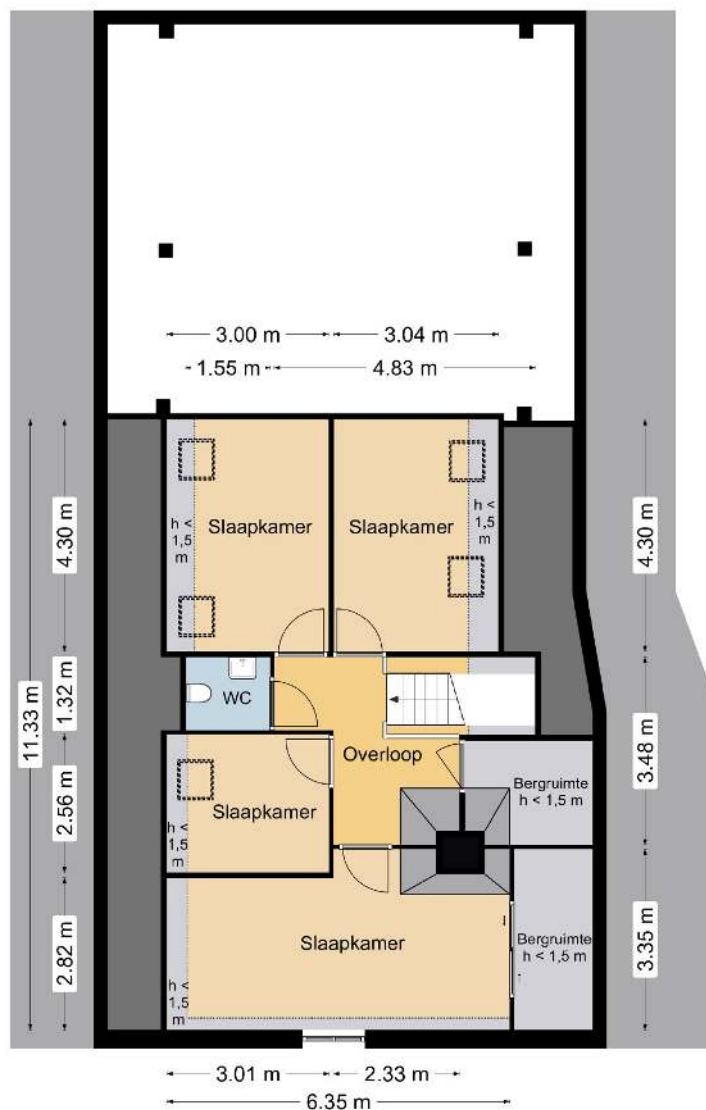 3.00 m
3.04 m
1.55 m
4.83 m
11.33 m
4.30 m
1.32 m
2.56 m
2.82 m
4.30 m
3.48 m
3.35 m
Slaapkamer
h <
1,5
m
Slaapkamer
h <
1,5
m
WC
Overloop
Slaapkamer
h <
1,5
m
Bergruimte
h < 1,5 m
Slaapkamer
h <
1,5
m
Bergruimte
h < 1,5 m
3.01 m
2.33 m
6.35 m